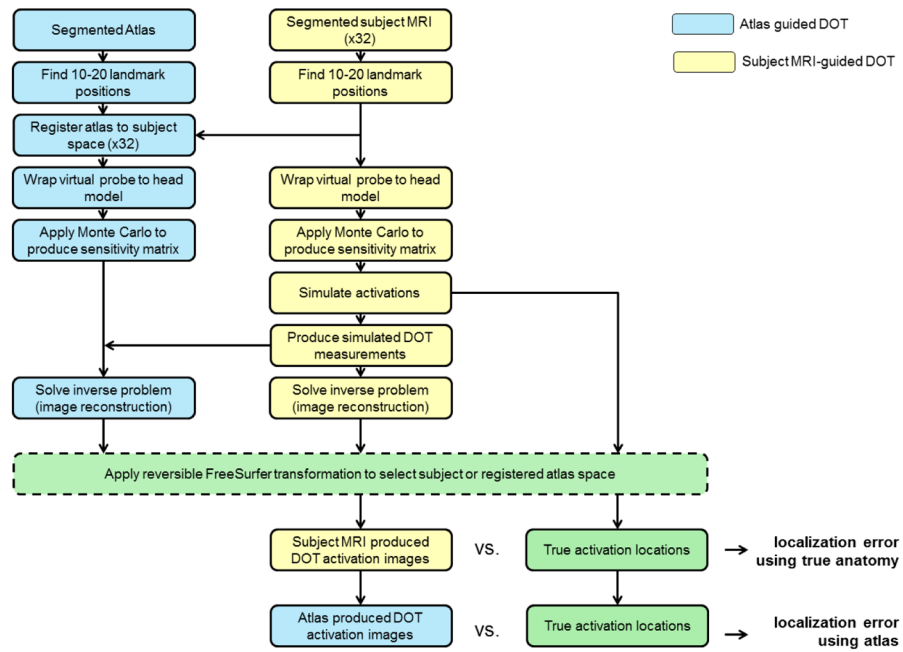 Segmented Atlas
Segmented subject MRI
(x32)
Atlas guided DOT
Subject MRI-guided DOT
Find 10-20 landmark
positions
Find 10-20 landmark
positions
Register atlas to subject
space (x32)
Wrap virtual probe to head
model
Wrap virtual probe to head
model
Apply Monte Carlo to
produce sensitivity matrix
Apply Monte Carlo to
produce sensitivity matrix
Simulate activations
Produce simulated DOT
measurements
Solve inverse problem
(image reconstruction)
Solve inverse problem
(image reconstruction)
Apply reversible FreeSurfer transformation to select subject or registered atlas space
Subject MRI produced
DOT activation images
vs.
True activation locations
localization error
using true anatomy
Atlas produced DOT
activation images
vs.
True activation locations
localization error
using atlas